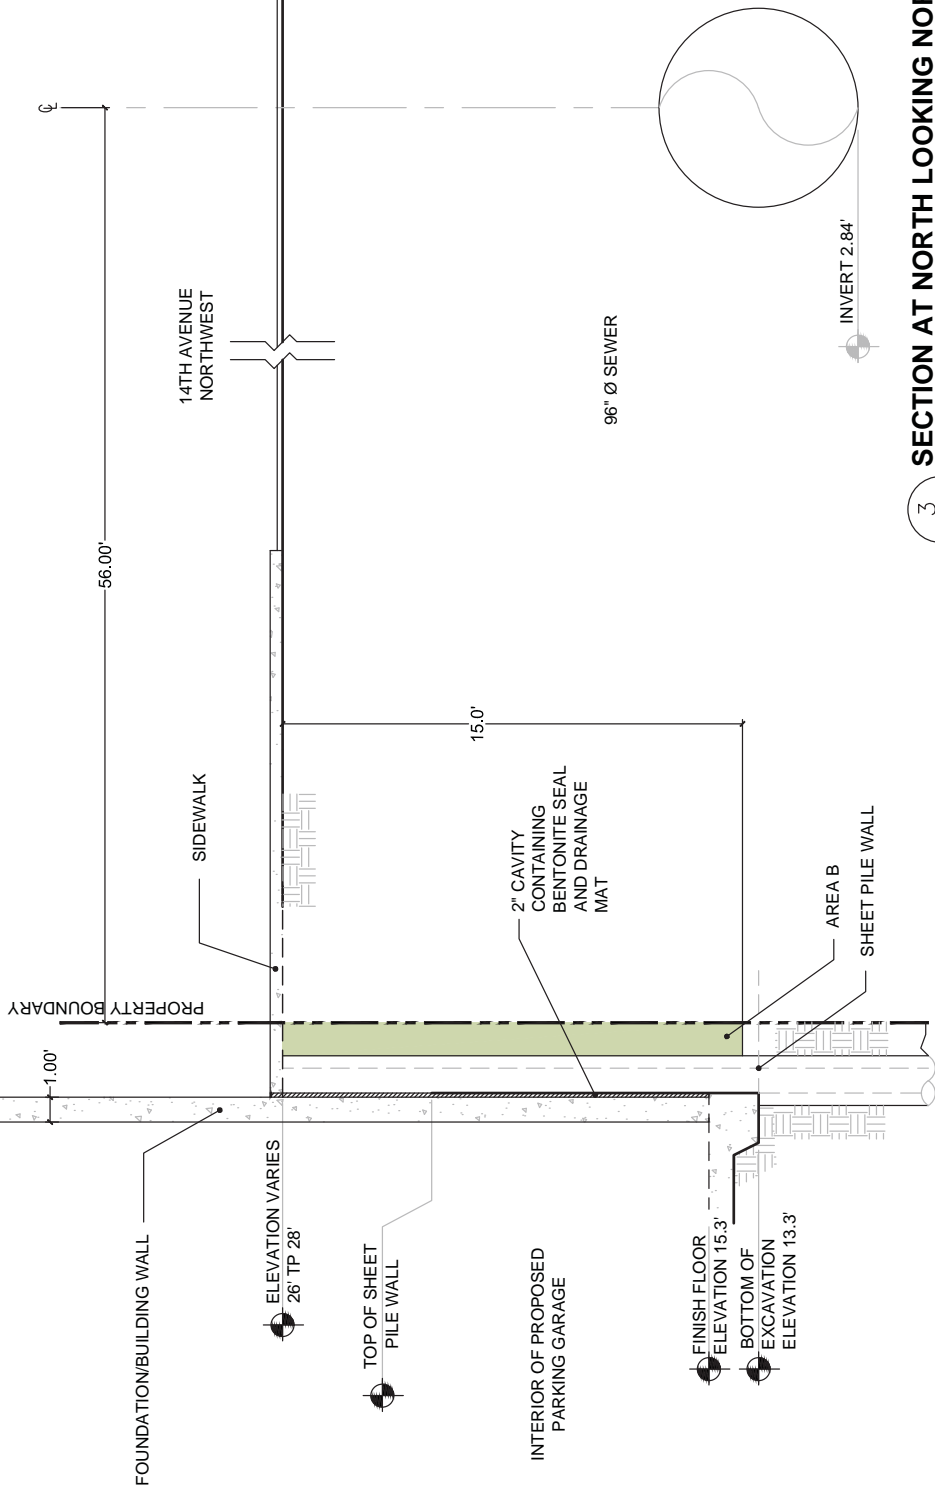 ℄
56.00'
14TH AVENUE
NORTHWEST
PROPERTY BOUNDARY
1.00'
SIDEWALK
FOUNDATION/BUILDING WALL
ELEVATION VARIES
26' TP 28'
TOP OF SHEET
PILE WALL
15.0'
2" CAVITY
CONTAINING
BENTONITE SEAL
AND DRAINAGE
MAT
INTERIOR OF PROPOSED
PARKING GARAGE
96" Ø SEWER
FINISH FLOOR
ELEVATION 15.3'
BOTTOM OF
EXCAVATION
ELEVATION 13.3'
AREA B
SHEET PILE WALL
INVERT 2.84'
3
SECTION AT NORTH LOOKING